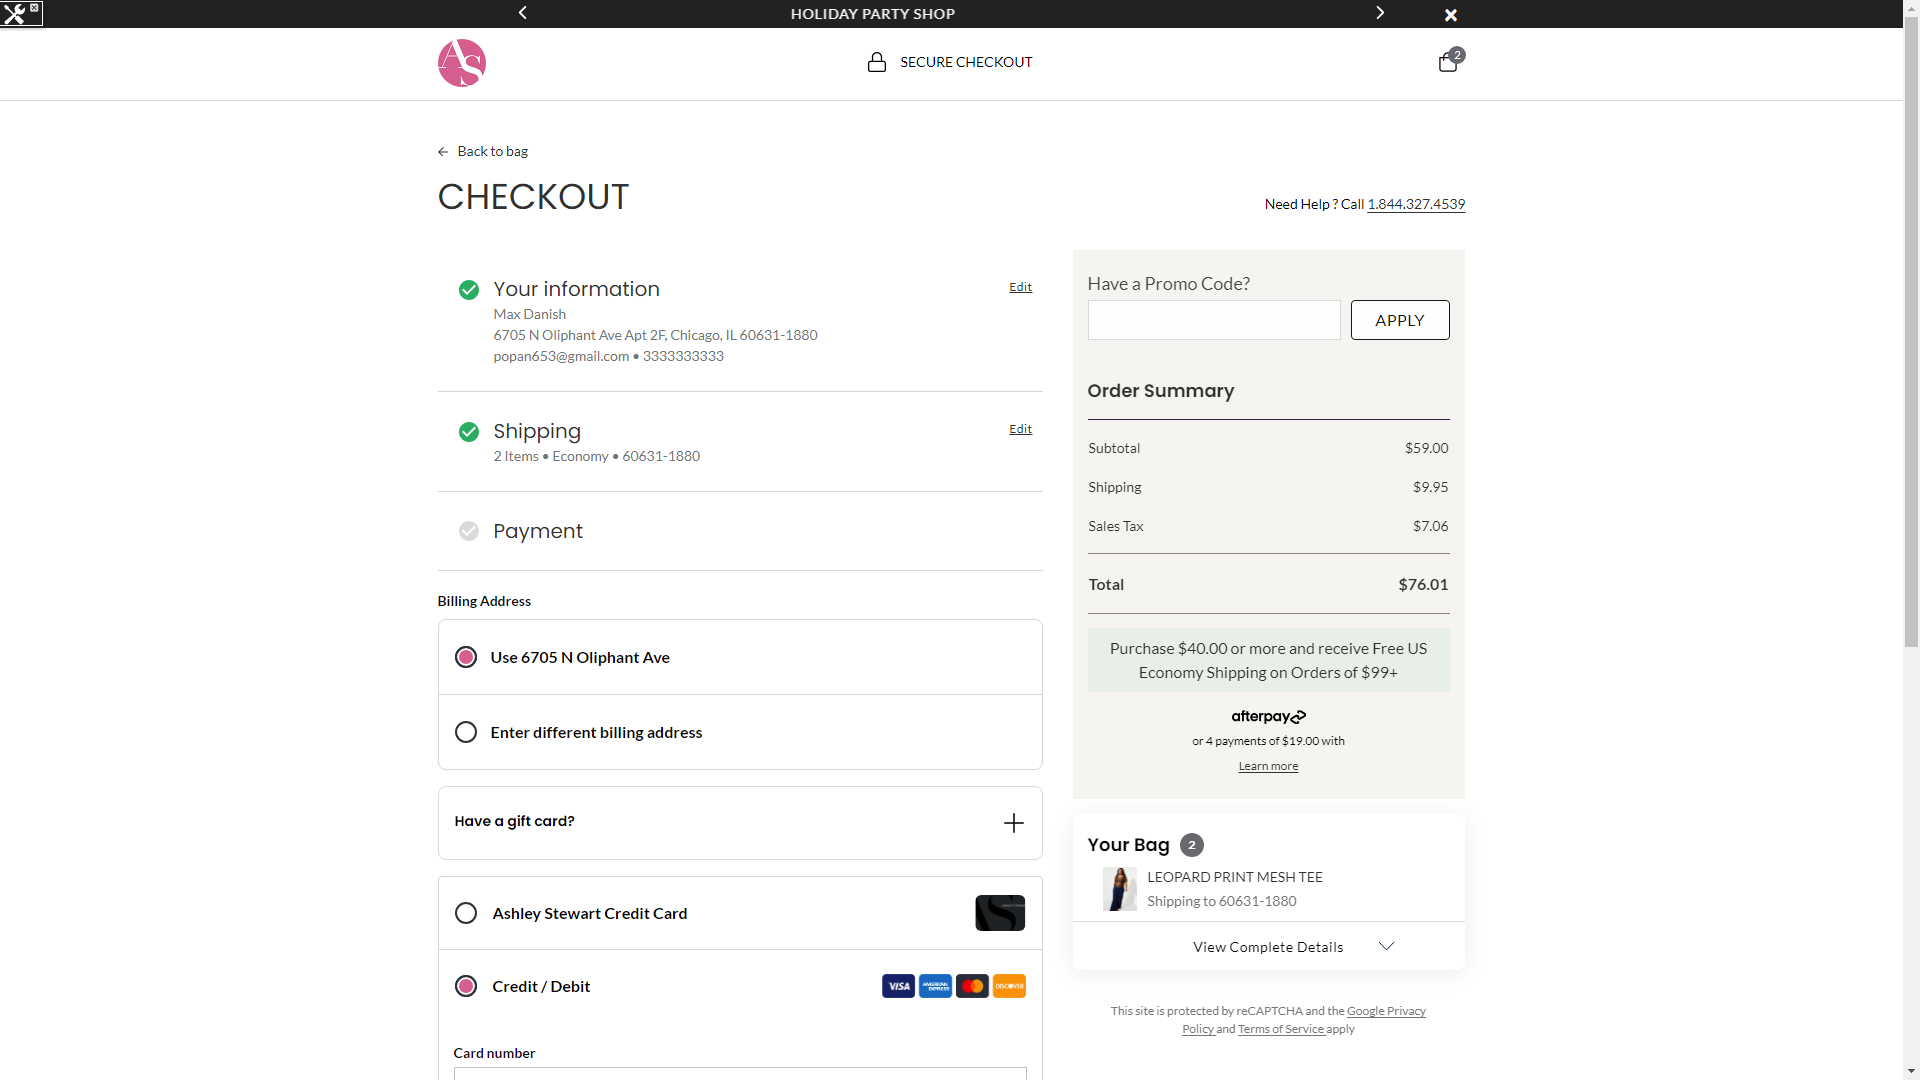 HOLIDAY PARTY SHOP
AS
SECURE CHECKOUT
2
Back to bag
CHECKOUT
Need Help ? Call 1.844.327.4539
Your information
Edit
Max Danish
6705 N Oliphant Ave Apt 2F, Chicago, IL 60631-1880
popan653@gmail.com • 3333333333
Shipping
Edit
2 Items • Economy • 60631-1880
Payment
Billing Address
Use 6705 N Oliphant Ave
Enter different billing address
Have a gift card?
Ashley Stewart Credit Card
Credit / Debit
VISA
AMERICAN EXPRESS
DISCOVER
Card number
Have a Promo Code?
APPLY
Order Summary
Subtotal $59.00
Shipping $9.95
Sales Tax $7.06
Total $76.01
Purchase $40.00 or more and receive Free US
Economy Shipping on Orders of $99+
afterpay
or 4 payments of $19.00 with
Learn more
Your Bag 2
LEOPARD PRINT MESH TEE
Shipping to 60631-1880
View Complete Details
This site is protected by reCAPTCHA and the Google Privacy
Policy and Terms of Service apply